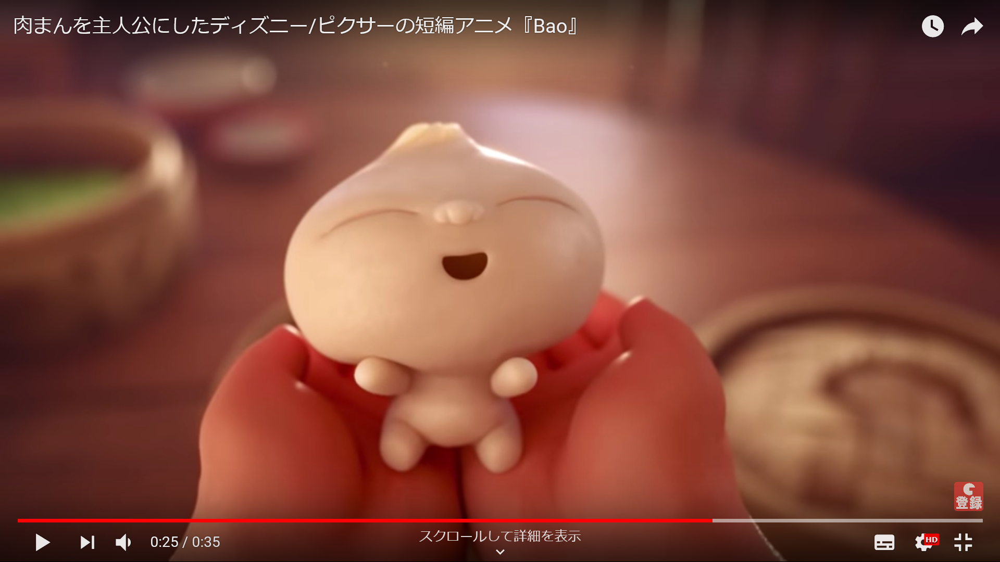 肉まんを主人公にしたディズニー/ピクサーの短編アニメ『Bao』
登録
0:25 / 0:35
スクロールして詳細を表示
HD